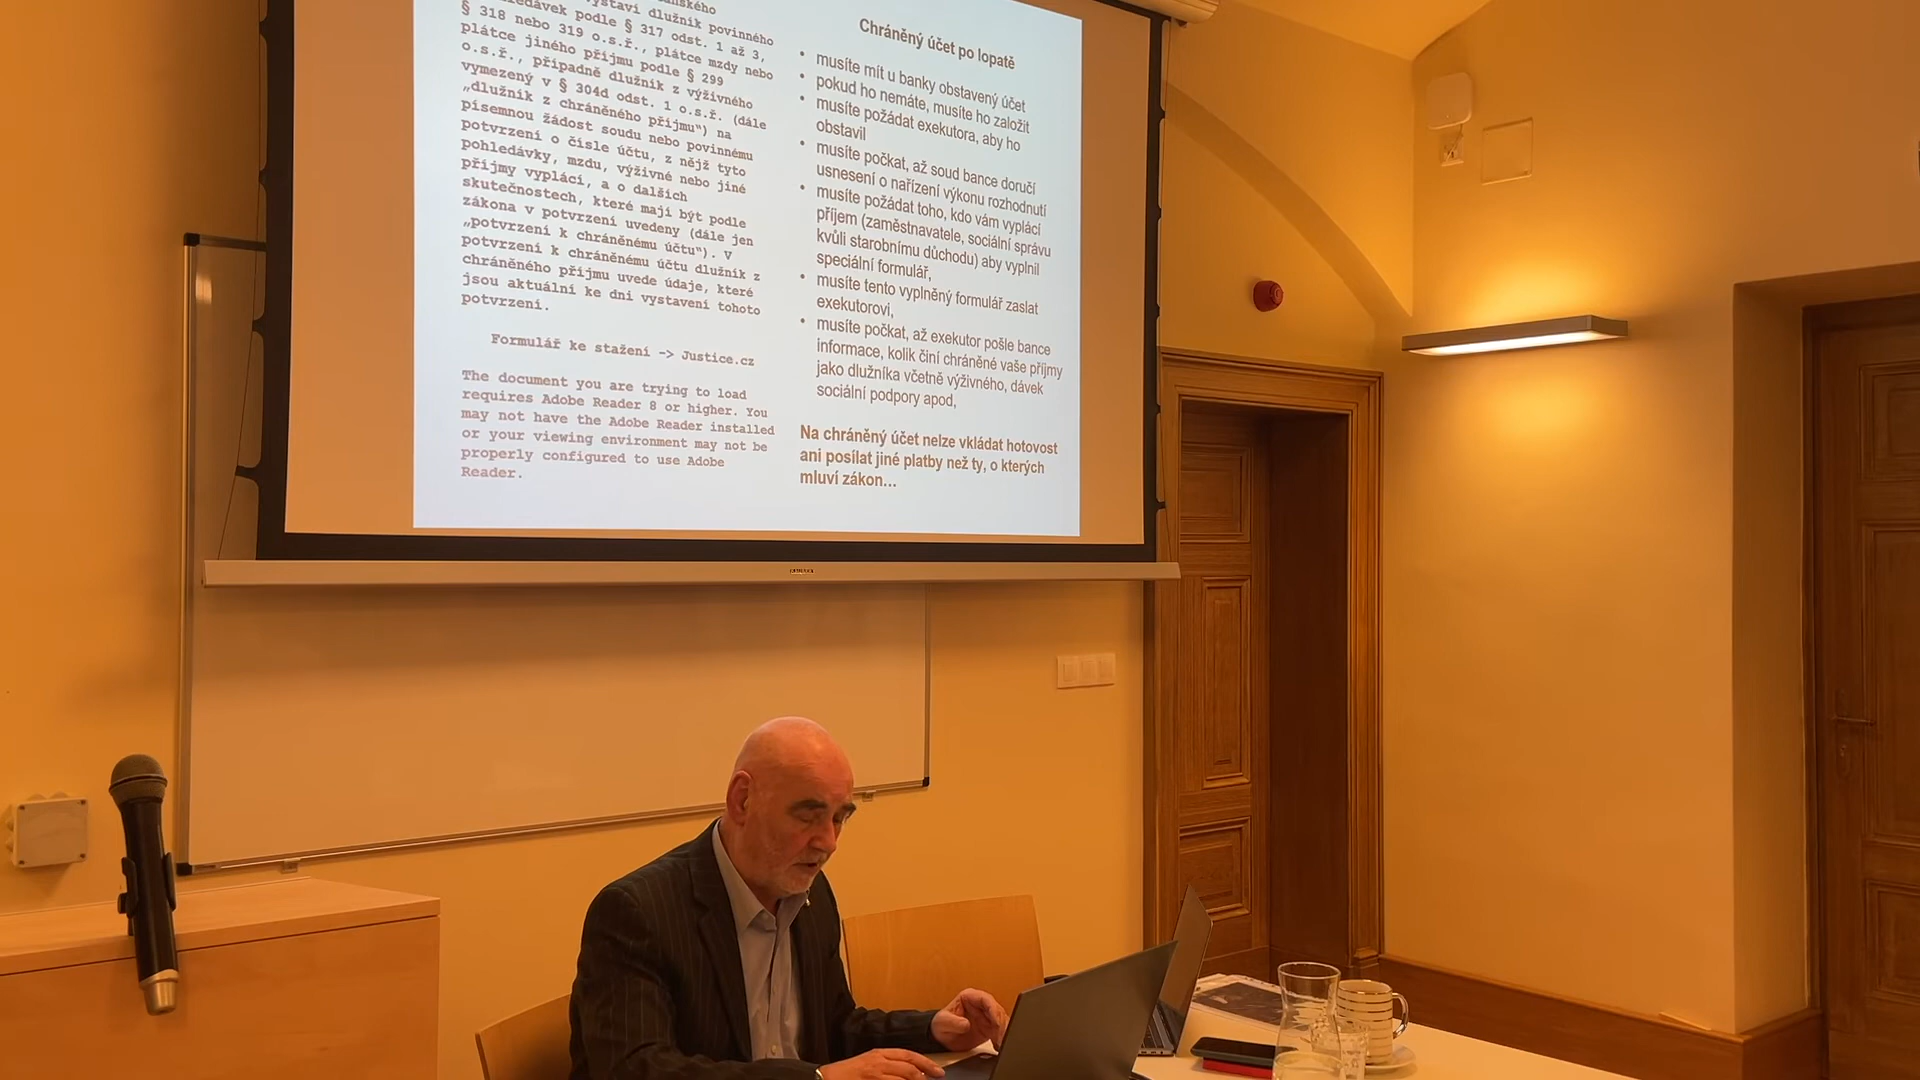 vystaví dlužník povinného
podle § 317 odst. 1 až 3,
§ 318 nebo 319 o.s.ř., plátce mzdy nebo
plátce jiného příjmu podle § 299
o.s.ř., případně dlužník z výživného
vymezený v § 304d odst. 1 o.s.ř. (dále
„dlužník z chráněného příjmu“) na
písemnou žádost soudu nebo povinnému
potvrzení o čísle účtu, z nějž tyto
pohledávky, mzdu, výživné nebo jiné
příjmy vyplácí, a o dalších
skutečnostech, které mají být podle
zákona v potvrzení uvedeny (dále jen
„potvrzení k chráněnému účtu“). V
potvrzení k chráněnému účtu dlužník z
chráněného příjmu uvede údaje, které
jsou aktuální ke dni vystavení tohoto
potvrzení.
Formulář ke stažení -> Justice.cz
The document you are trying to load
requires Adobe Reader 8 or higher. You
may not have the Adobe Reader installed
or your viewing environment may not be
properly configured to use Adobe
Reader.
Chráněný účet po lopatě
• musíte mít u banky obstavený účet
• pokud ho nemáte, musíte ho založit
• musíte požádat exekutora, aby ho
obstavil
• musíte počkat, až soud bance doručí
usnesení o nařízení výkonu rozhodnutí
• musíte požádat toho, kdo vám vyplácí
příjem (zaměstnavatele, sociální správu
kvůli starobnímu důchodu) aby vyplnil
speciální formulář,
• musíte tento vyplněný formulář zaslat
exekutorovi,
• musíte počkat, až exekutor pošle bance
informace, kolik činí chráněné vaše příjmy
jako dlužníka včetně výživného, dávek
sociální podpory apod,
Na chráněný účet nelze vkládat hotovost
ani posílat jiné platby než ty, o kterých
mluví zákon...